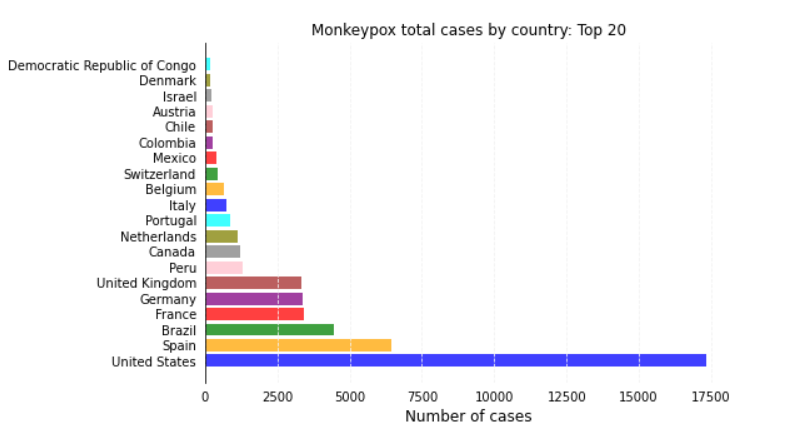 Monkeypox total cases by country: Top 20
Democratic Republic of Congo
Denmark
Israel
Austria
Chile
Colombia
Mexico
Switzerland
Belgium
Italy
Portugal
Netherlands
Canada
Peru
United Kingdom
Germany
France
Brazil
Spain
United States
0 2500 5000 7500 10000 12500 15000 17500
Number of cases